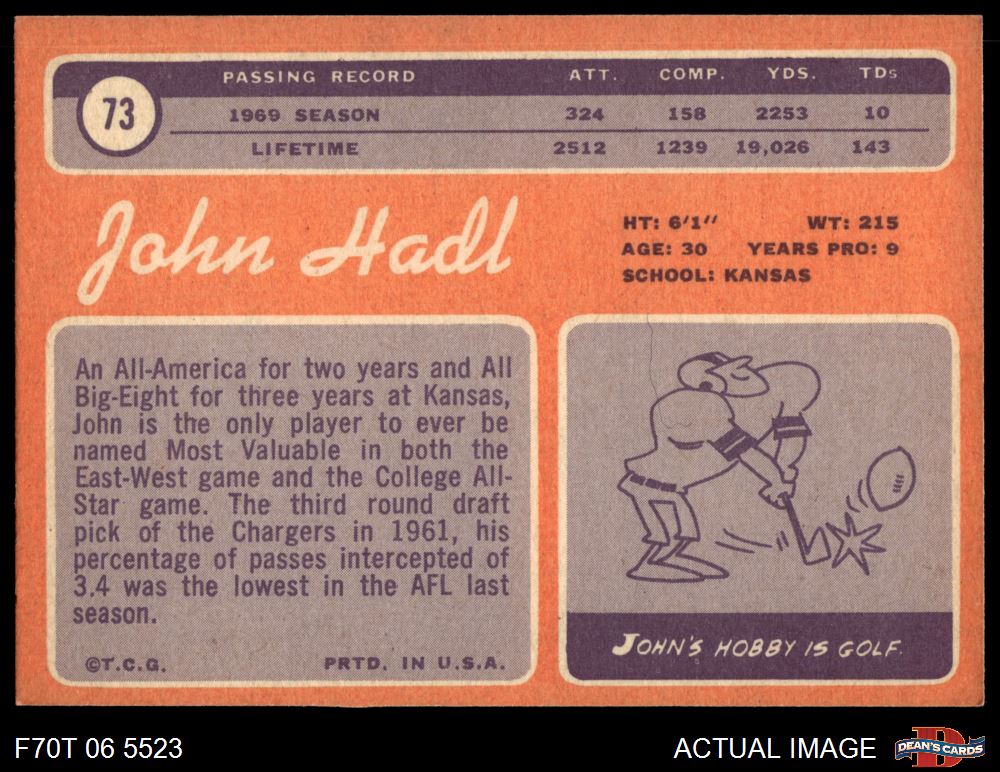 73
PASSING RECORD ATT. COMP. YDS. TDs
1969 SEASON 324 158 2253 10
LIFETIME 2512 1239 19,026 143
John Hadl
HT: 6'1" WT: 215
AGE: 30 YEARS PRO: 9
SCHOOL: KANSAS
An All-America for two years and All
Big-Eight for three years at Kansas,
John is the only player to ever be
named Most Valuable in both the
East-West game and the College All-
Star game. The third round draft
pick of the Chargers in 1961, his
percentage of passes intercepted of
3.4 was the lowest in the AFL last
season.
©T.C.G. PRTD. IN U.S.A.
JOHN'S HOBBY IS GOLF.
F70T 06 5523
ACTUAL IMAGE
D
DEAN'S CARDS